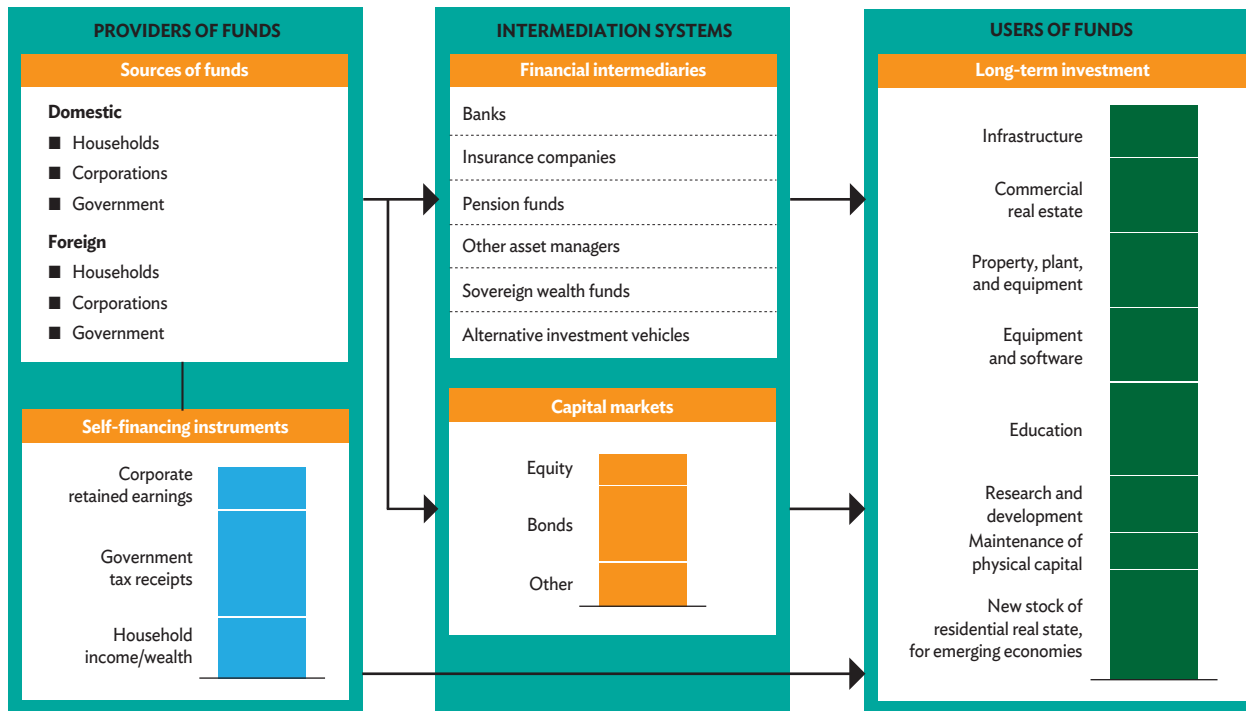 PROVIDERS OF FUNDS
Sources of funds
Domestic
■ Households
■ Corporations
■ Government
Foreign
■ Households
■ Corporations
■ Government
Self-financing instruments
Corporate
retained earnings
Government
tax receipts
Household
income/wealth
INTERMEDIATION SYSTEMS
Financial intermediaries
Banks
Insurance companies
Pension funds
Other asset managers
Sovereign wealth funds
Alternative investment vehicles
Capital markets
Equity
Bonds
Other
USERS OF FUNDS
Long-term investment
Infrastructure
Commercial
real estate
Property, plant,
and equipment
Equipment
and software
Education
Research and
development
Maintenance of
physical capital
New stock of
residential real state,
for emerging economies